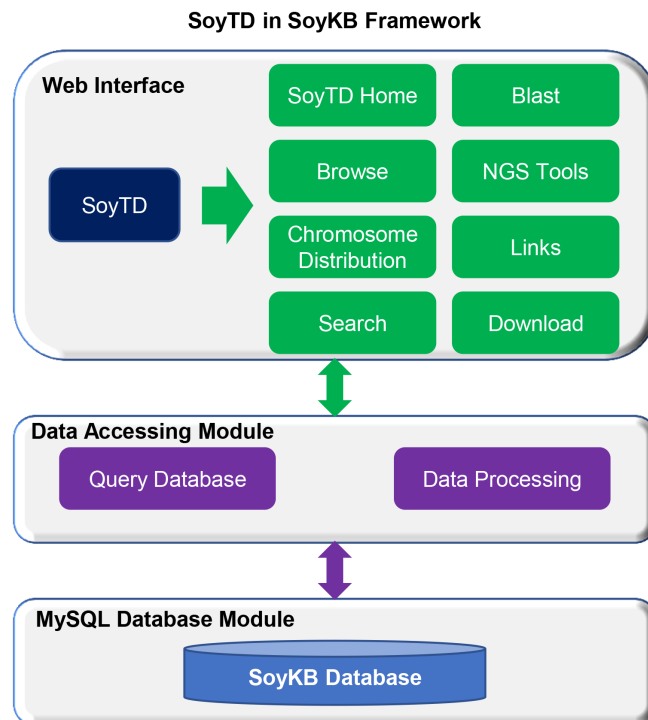 SoyTD in SoyKB Framework
Web Interface
SoyTD
SoyTD Home
Blast
Browse
NGS Tools
Chromosome
Distribution
Links
Search
Download
Data Accessing Module
Query Database
Data Processing
MySQL Database Module
SoyKB Database